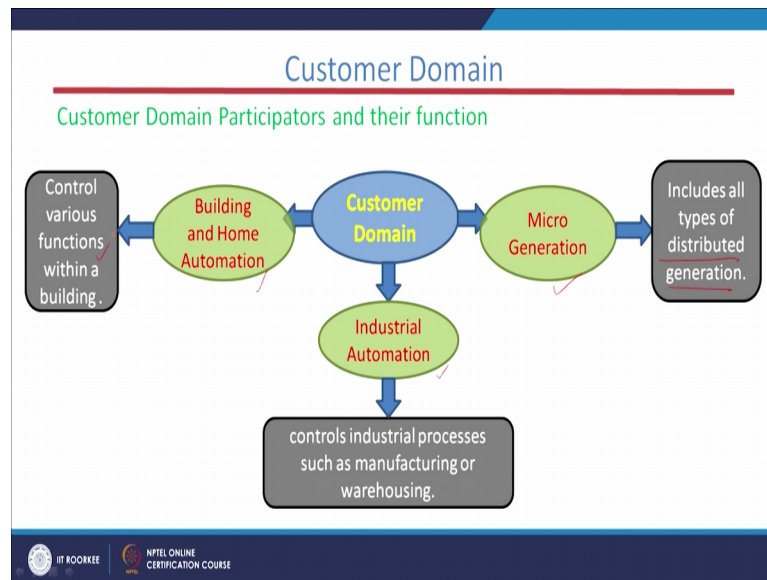 Customer Domain
Customer Domain Participators and their function
Control
various
functions
within a
building.
Building
and Home
Automation
Customer
Domain
Micro
Generation
Includes all
types of
distributed
generation.
Industrial
Automation
controls industrial processes
such as manufacturing or
warehousing.
IIT ROORKEE
NPTEL ONLINE
CERTIFICATION COURSE